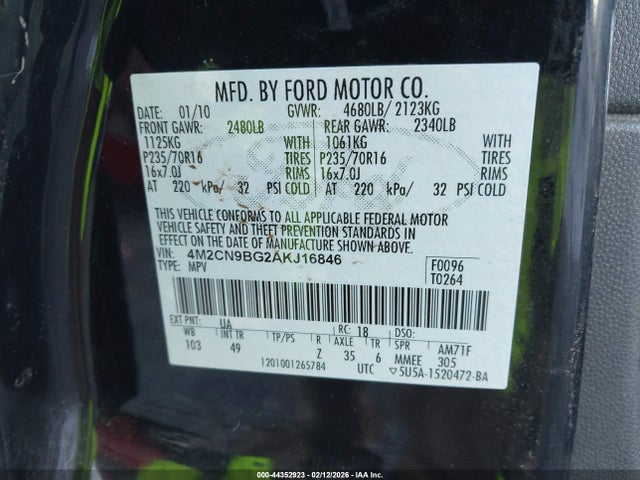 MFD. BY FORD MOTOR CO.
DATE: 01/10 GVWR: 4680LB/ 2123KG
FRONT GAWR: 2480LB REAR GAWR: 2340LB
1125KG WITH 1061KG WITH
P235/70R16 TIRES P235/70R16 TIRES
16x7.0J RIMS 16x7.0J RIMS
AT 220 kPa/ 32 PSI COLD AT 220 kPa/ 32 PSI COLD
THIS VEHICLE CONFORMS TO ALL APPLICABLE FEDERAL MOTOR
VEHICLE SAFETY AND THEFT PREVENTION STANDARDS IN
EFFECT ON THE DATE OF MANUFACTURE SHOWN ABOVE.
VIN: 4M2CN9BG2AKJ16846 F0096
TYPE: MPV T0264
EXT PNT: UA RC: 18 DSO:
WB TR TP/PS R AXLE TR SPR AM71F
103 49 Z 35 6 MMEE 305
1201001265784 UTC 5U5A-1520472-BA
000-44352923 - 02/12/2026 - IAAI.com